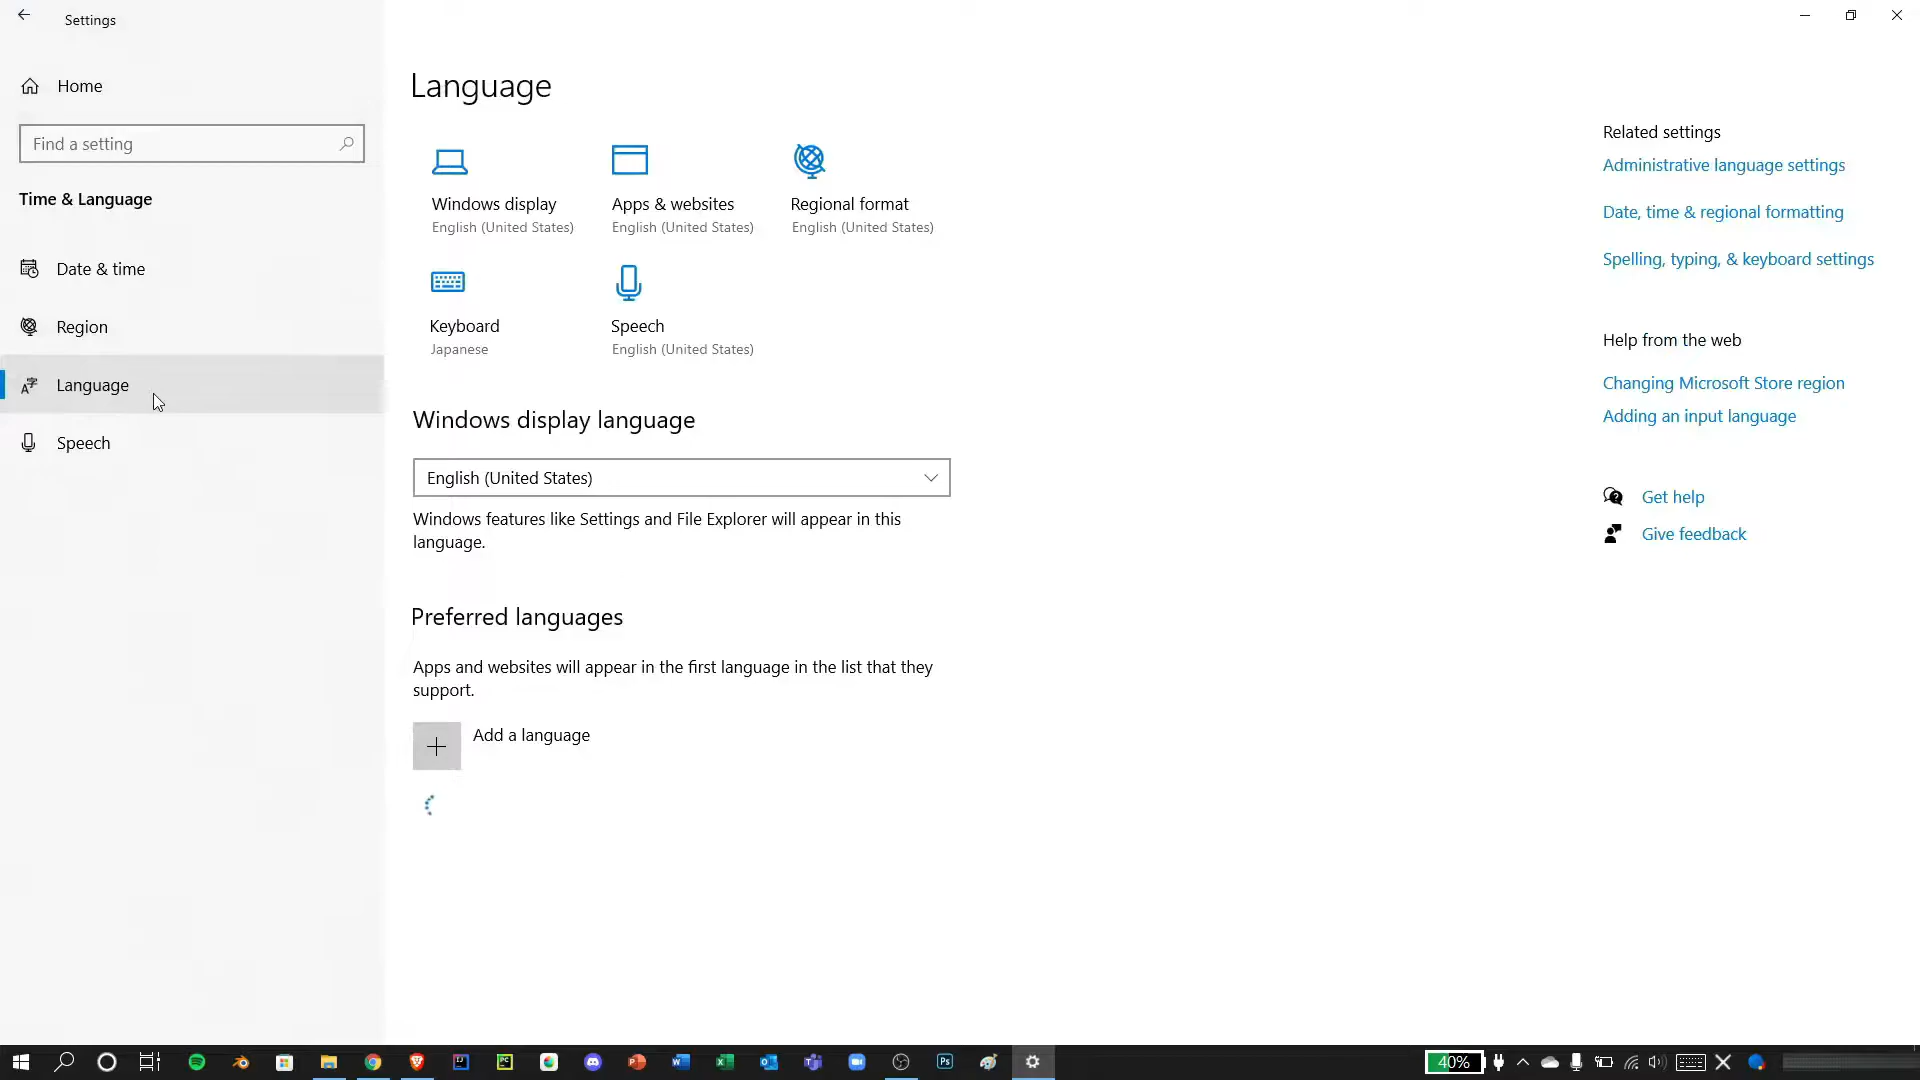 Settings
Home
Find a setting
Time & Language
Date & time
Region
Language
Speech
Language
Windows display
English (United States)
Apps & websites
English (United States)
Regional format
English (United States)
Keyboard
Japanese
Speech
English (United States)
Windows display language
English (United States)
Windows features like Settings and File Explorer will appear in this
language.
Preferred languages
Apps and websites will appear in the first language in the list that they
support.
Add a language
Related settings
Administrative language settings
Date, time & regional formatting
Spelling, typing, & keyboard settings
Help from the web
Changing Microsoft Store region
Adding an input language
Get help
Give feedback
40%